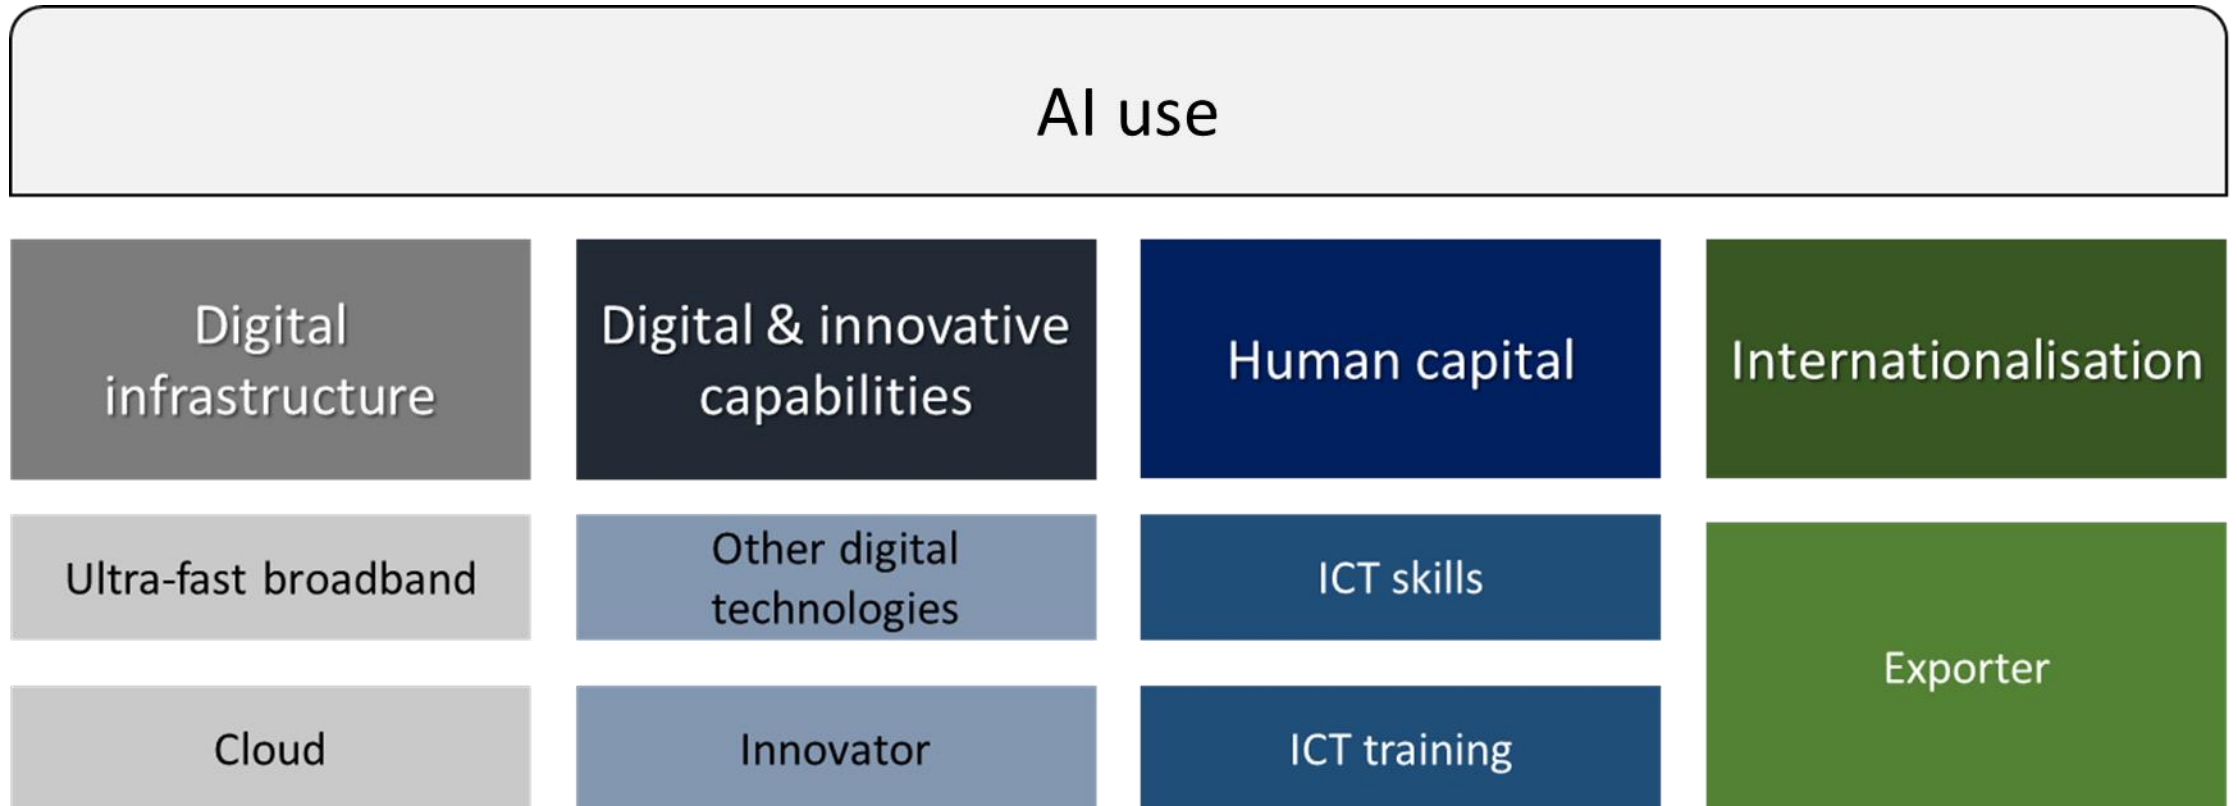 AI use
Digital
infrastructure
Digital & innovative
capabilities
Human capital
Internationalisation
Ultra-fast broadband
Other digital
technologies
ICT skills
Exporter
Cloud
Innovator
ICT training